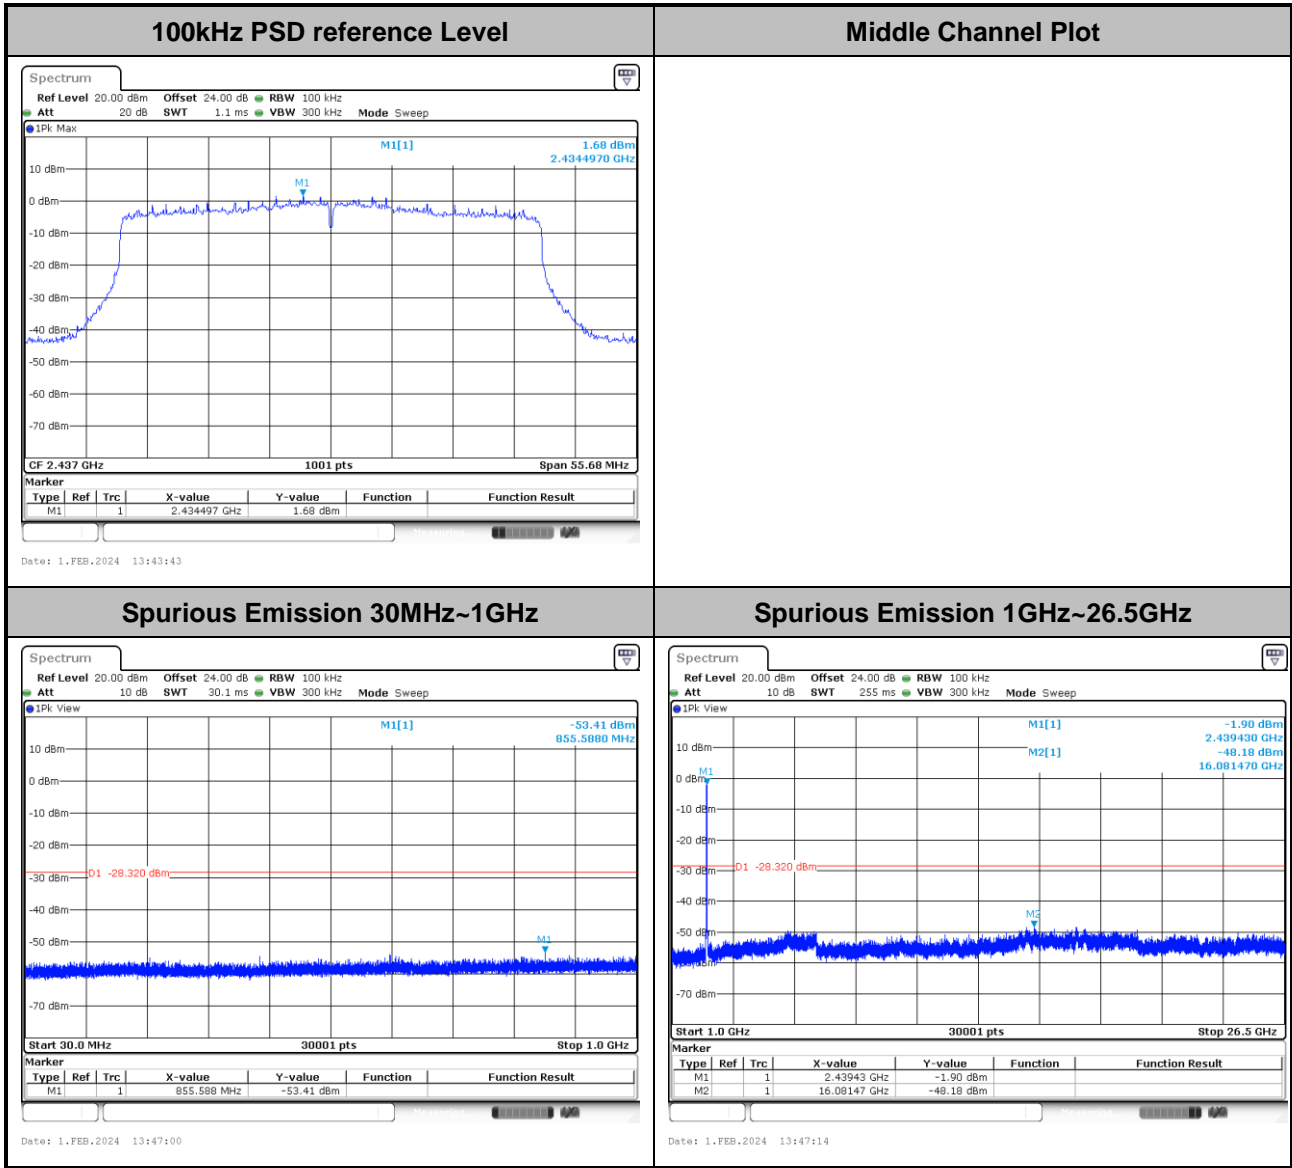 100kHz PSD reference Level
Middle Channel Plot
Spectrum
Ref Level 20.00 dBm Offset 24.00 dB RBW 100 kHz
Att 20 dB SWT 1.1 ms VBW 300 kHz Mode Sweep
1Pk Max
M1[1] 1.68 dBm
2.4344970 GHz
10 dBm
M1
0 dBm
-10 dBm
-20 dBm
-30 dBm
-40 dBm
-50 dBm
-60 dBm
-70 dBm
CF 2.437 GHz 1001 pts Span 55.68 MHz
Marker
Type Ref Trc X-value Y-value Function Function Result
M1 1 2.434497 GHz 1.68 dBm
Date: 1.FEB.2024 13:43:43
Spurious Emission 30MHz~1GHz
Spurious Emission 1GHz~26.5GHz
Spectrum
Ref Level 20.00 dBm Offset 24.00 dB RBW 100 kHz
Att 10 dB SWT 30.1 ms VBW 300 kHz Mode Sweep
1Pk View
M1[1] -53.41 dBm
855.5880 MHz
10 dBm
0 dBm
-10 dBm
-20 dBm
D1 -28.320 dBm
-30 dBm
-40 dBm
-50 dBm
M1
-70 dBm
Start 30.0 MHz 30001 pts Stop 1.0 GHz
Marker
Type Ref Trc X-value Y-value Function Function Result
M1 1 855.588 MHz -53.41 dBm
Date: 1.FEB.2024 13:47:00
Spectrum
Ref Level 20.00 dBm Offset 24.00 dB RBW 100 kHz
Att 10 dB SWT 255 ms VBW 300 kHz Mode Sweep
1Pk View
M1[1] -1.90 dBm
2.439430 GHz
M2[1] -48.18 dBm
16.081470 GHz
10 dBm
M1
0 dBm
-10 dBm
-20 dBm
D1 -28.320 dBm
-30 dBm
-40 dBm
M2
-50 dBm
-70 dBm
Start 1.0 GHz 30001 pts Stop 26.5 GHz
Marker
Type Ref Trc X-value Y-value Function Function Result
M1 1 2.43943 GHz -1.90 dBm
M2 1 16.08147 GHz -48.18 dBm
Date: 1.FEB.2024 13:47:14